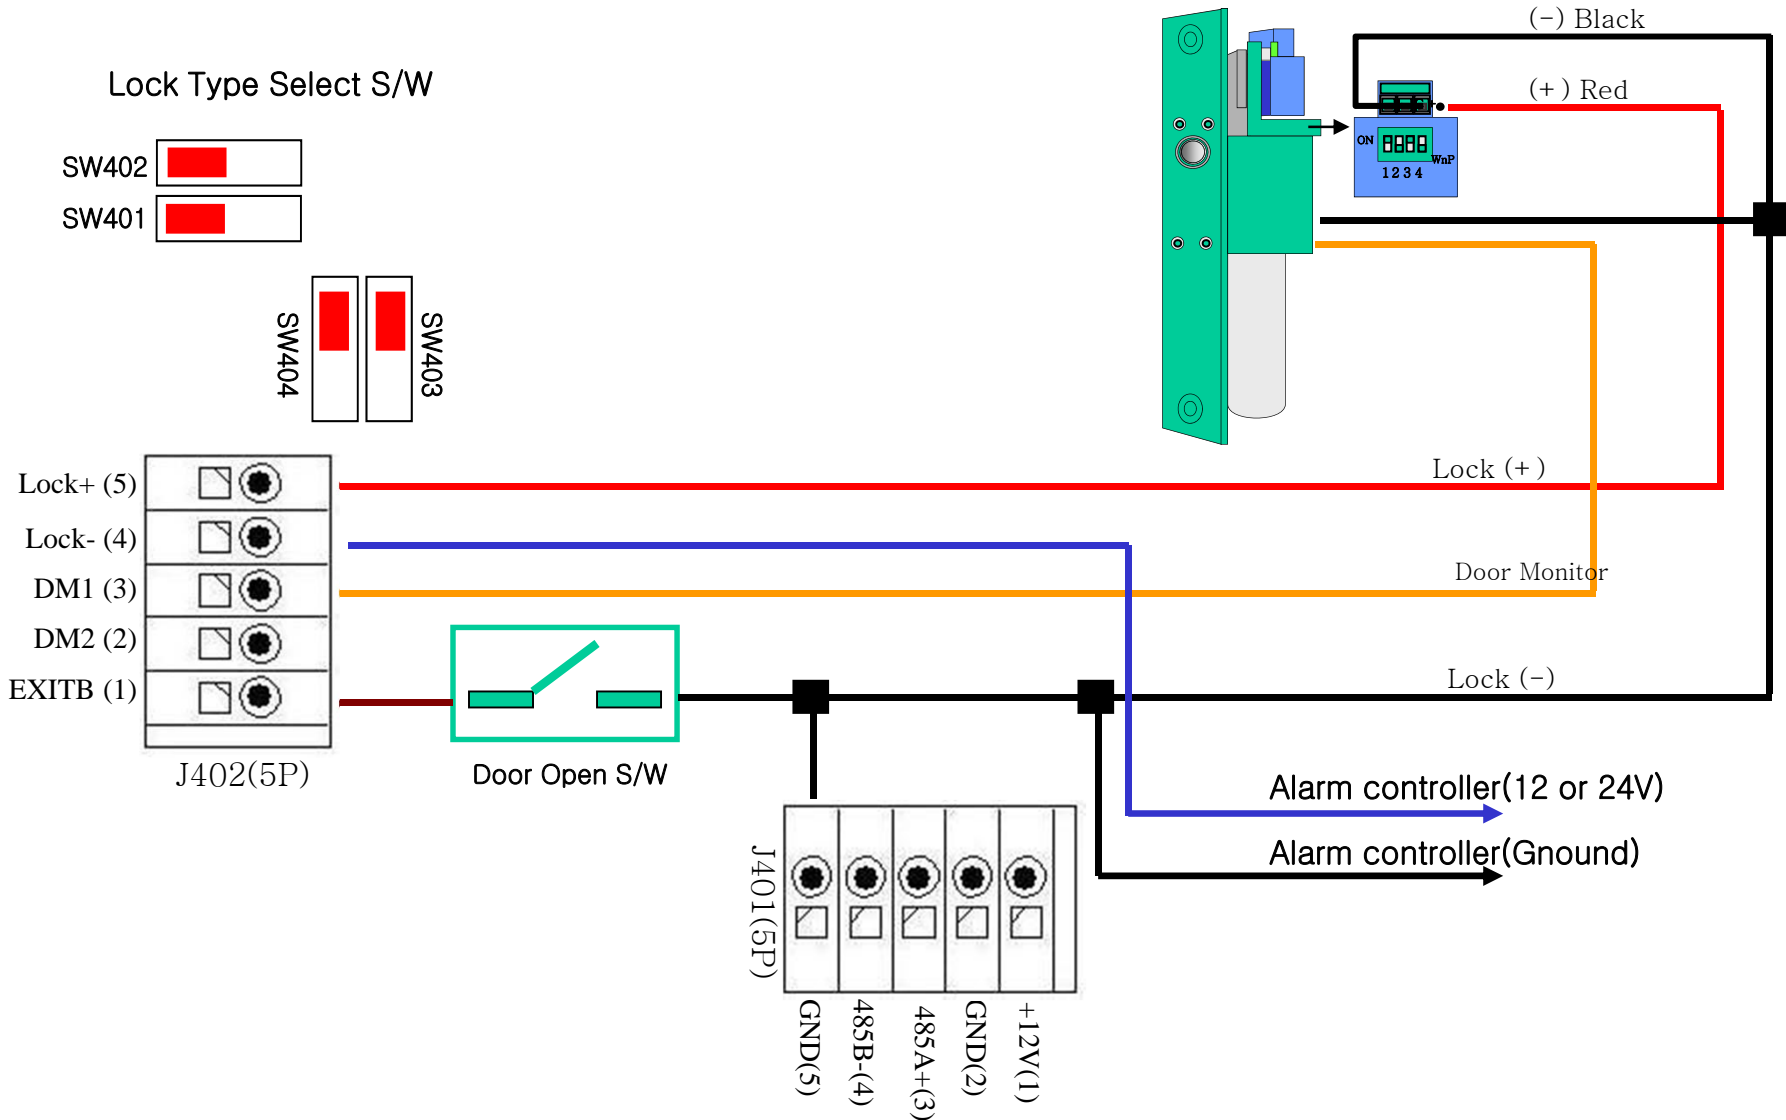 (-) Black
Lock Type Select S/W
(+) Red
SW402
ON
WnP
1 2 3 4
SW401
SW404
SW403
Lock (+)
Lock+ (5)
Lock- (4)
DM1 (3)
Door Monitor
DM2 (2)
EXITB (1)
Lock (-)
J402(5P)
Door Open S/W
Alarm controller(12 or 24V)
Alarm controller(Gnound)
J401(5P)
GND(5)
485B-(4)
485A+(3)
GND(2)
+12V(1)